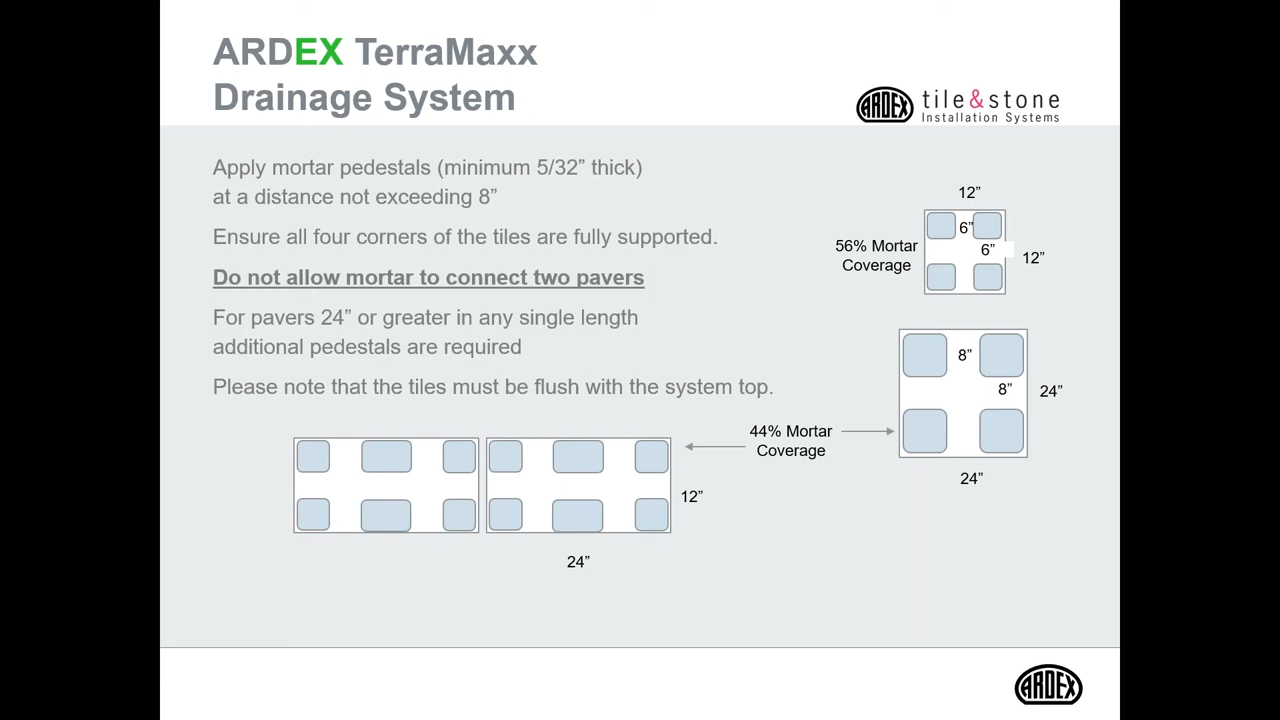 ARDEX TerraMaxx
Drainage System
ARDEX tile&stone
Installation Systems
Apply mortar pedestals (minimum 5/32” thick)
at a distance not exceeding 8”
Ensure all four corners of the tiles are fully supported.
Do not allow mortar to connect two pavers
For pavers 24” or greater in any single length
additional pedestals are required
Please note that the tiles must be flush with the system top.
12”
6”
6”
56% Mortar
Coverage
12”
8”
8”
24”
24”
44% Mortar
Coverage
12”
24”
ARDEX